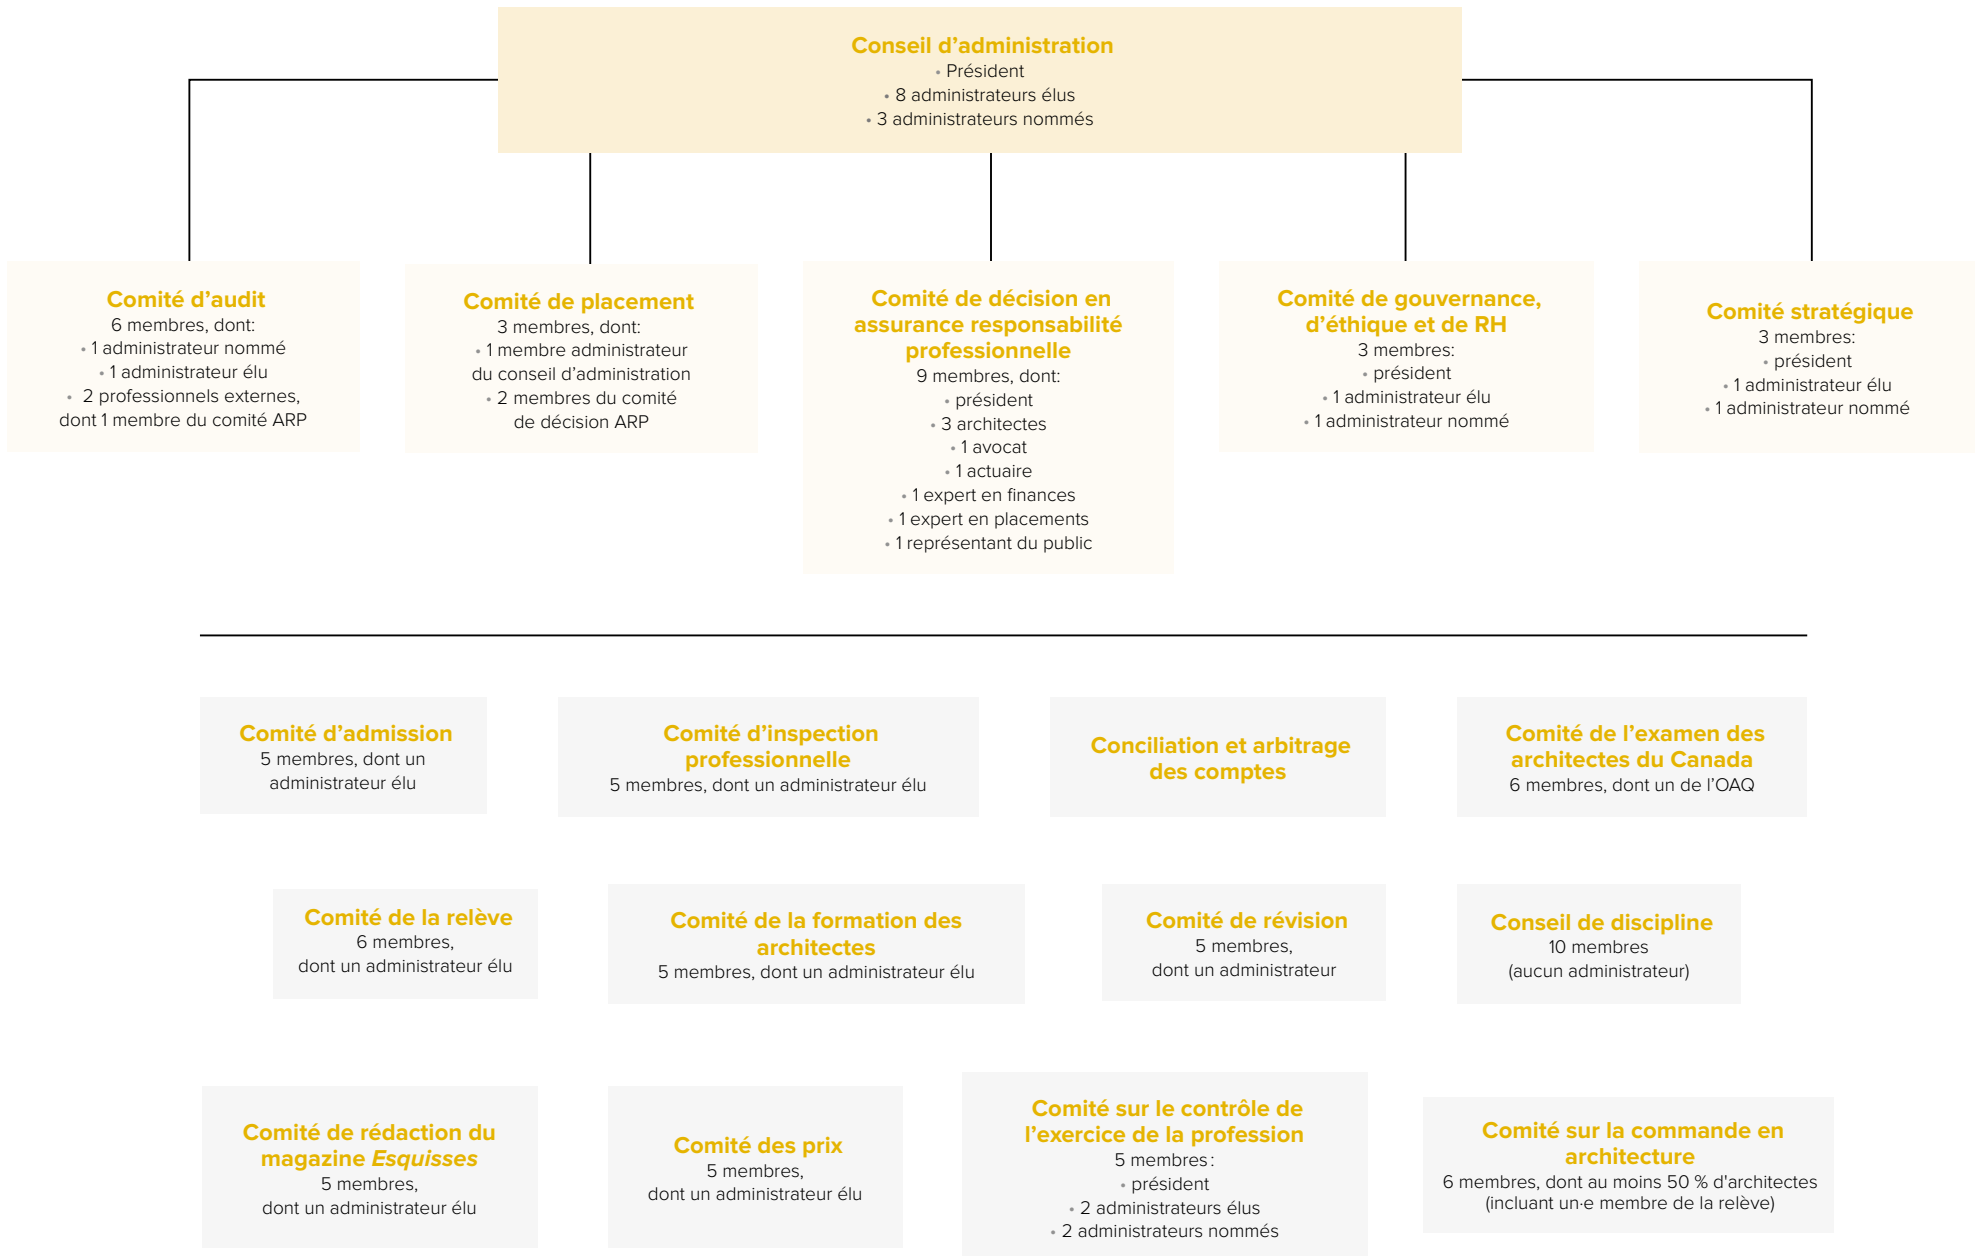 Conseil d’administration
• Président
• 8 administrateurs élus
• 3 administrateurs nommés
Comité d’audit
6 membres, dont:
• 1 administrateur nommé
• 1 administrateur élu
• 2 professionnels externes,
dont 1 membre du comité ARP
Comité de placement
3 membres, dont:
• 1 membre administrateur
du conseil d’administration
• 2 membres du comité
de décision ARP
Comité de décision en
assurance responsabilité
professionnelle
9 membres, dont:
• président
• 3 architectes
• 1 avocat
• 1 actuaire
• 1 expert en finances
• 1 expert en placements
• 1 représentant du public
Comité de gouvernance,
d’éthique et de RH
3 membres:
• président
• 1 administrateur élu
• 1 administrateur nommé
Comité stratégique
3 membres:
• président
• 1 administrateur élu
• 1 administrateur nommé
Comité d’admission
5 membres, dont un
administrateur élu
Comité d’inspection
professionnelle
5 membres, dont un administrateur élu
Conciliation et arbitrage
des comptes
Comité de l’examen des
architectes du Canada
6 membres, dont un de l’OAQ
Comité de la relève
6 membres,
dont un administrateur élu
Comité de la formation des
architectes
5 membres, dont un administrateur élu
Comité de révision
5 membres,
dont un administrateur
Conseil de discipline
10 membres
(aucun administrateur)
Comité de rédaction du
magazine Esquisses
5 membres,
dont un administrateur élu
Comité des prix
5 membres,
dont un administrateur élu
Comité sur le contrôle de
l’exercice de la profession
5 membres :
• président
• 2 administrateurs élus
• 2 administrateurs nommés
Comité sur la commande en
architecture
6 membres, dont au moins 50 % d'architectes
(incluant un·e membre de la relève)